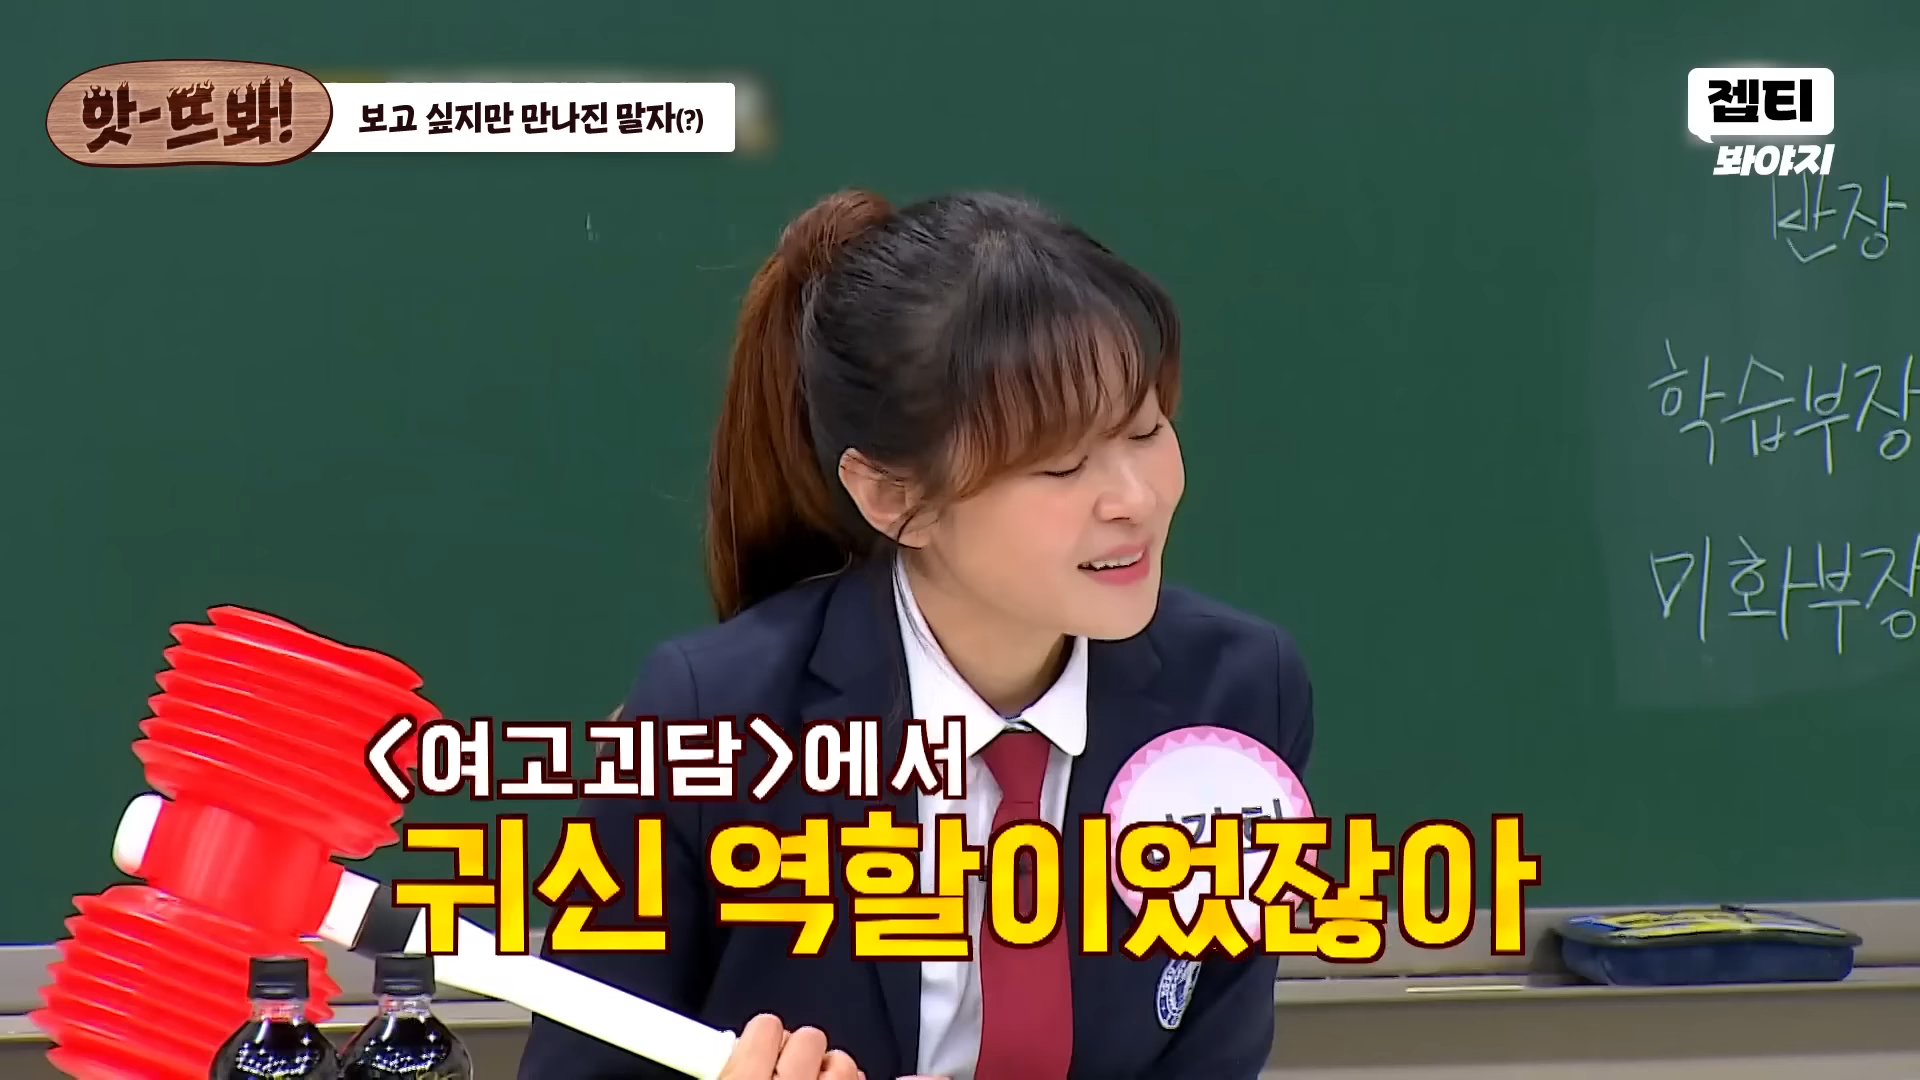 앗-뜨봐!
보고 싶지만 만나진 말자(?)
젭티
봐야지
반장
학습부장
미화부장
<여고괴담>에서
귀신 역할이었잖아